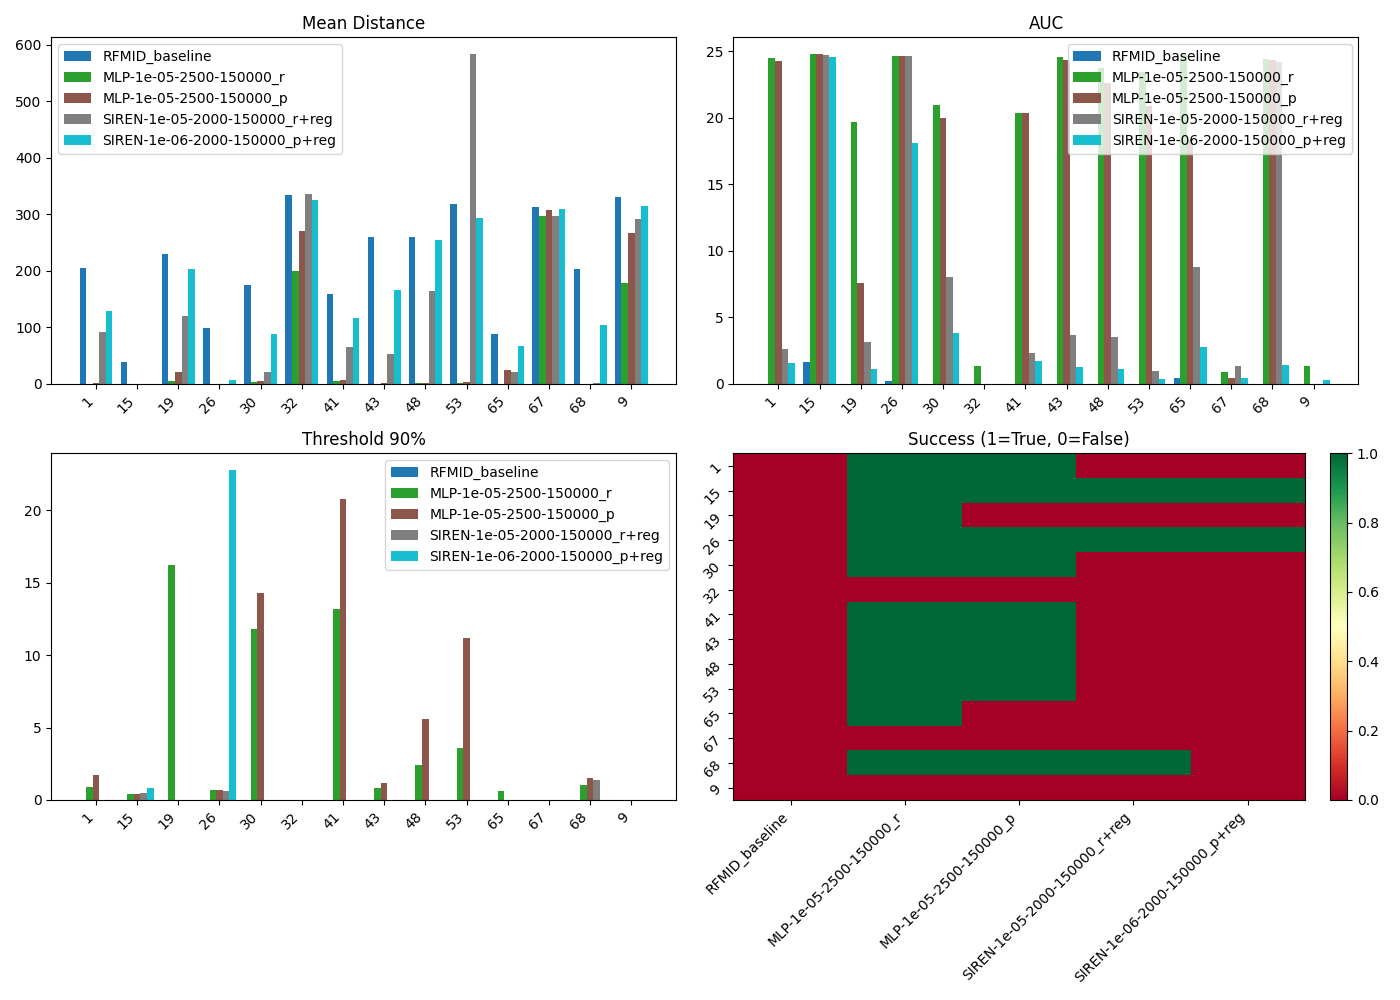 Mean Distance
RFMID_baseline
MLP-1e-05-2500-150000_r
MLP-1e-05-2500-150000_p
SIREN-1e-05-2000-150000_r+reg
SIREN-1e-06-2000-150000_p+reg
600
500
400
300
200
100
0
1 15 19 26 30 32 41 43 48 53 65 67 68 9
AUC
RFMID_baseline
MLP-1e-05-2500-150000_r
MLP-1e-05-2500-150000_p
SIREN-1e-05-2000-150000_r+reg
SIREN-1e-06-2000-150000_p+reg
25
20
15
10
5
0
1 15 19 26 30 32 41 43 48 53 65 67 68 9
Threshold 90%
RFMID_baseline
MLP-1e-05-2500-150000_r
MLP-1e-05-2500-150000_p
SIREN-1e-05-2000-150000_r+reg
SIREN-1e-06-2000-150000_p+reg
20
15
10
5
0
1 15 19 26 30 32 41 43 48 53 65 67 68 9
Success (1=True, 0=False)
1
15
19
26
30
32
41
43
48
53
65
67
68
9
RFMID_baseline
MLP-1e-05-2500-150000_r
MLP-1e-05-2500-150000_p
SIREN-1e-05-2000-150000_r+reg
SIREN-1e-06-2000-150000_p+reg
1.0
0.8
0.6
0.4
0.2
0.0